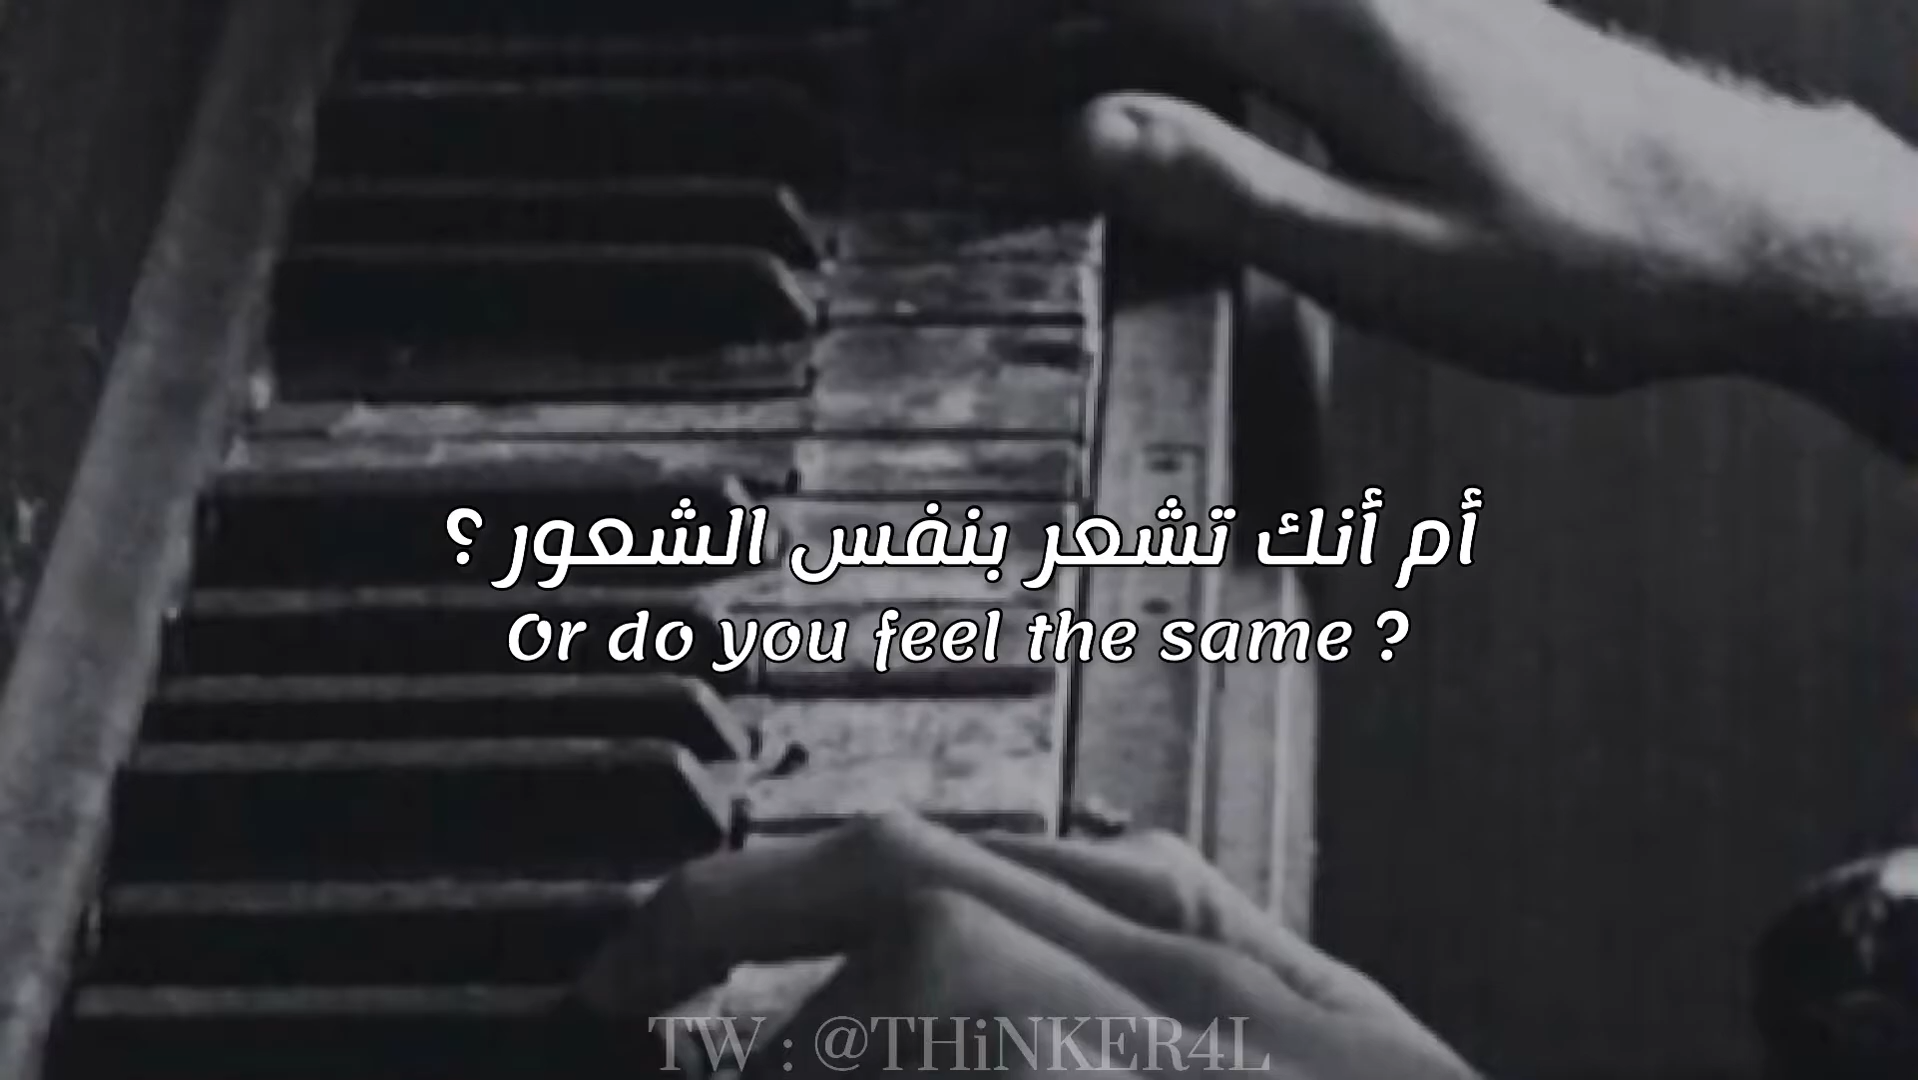 أم أنك تشعر بنفس الشعور ؟
Or do you feel the same ?
TW : @THiNKER4L